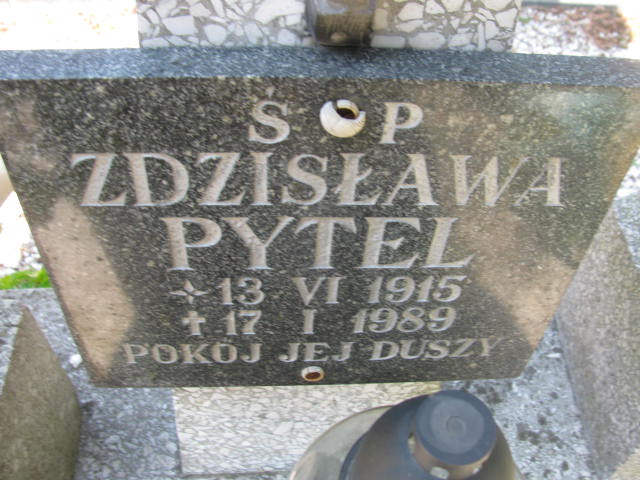 Ś P
ZDZISŁAWA
PYTEL
13 VI 1915
† 17 I 1989
POKÓJ JEJ DUSZY